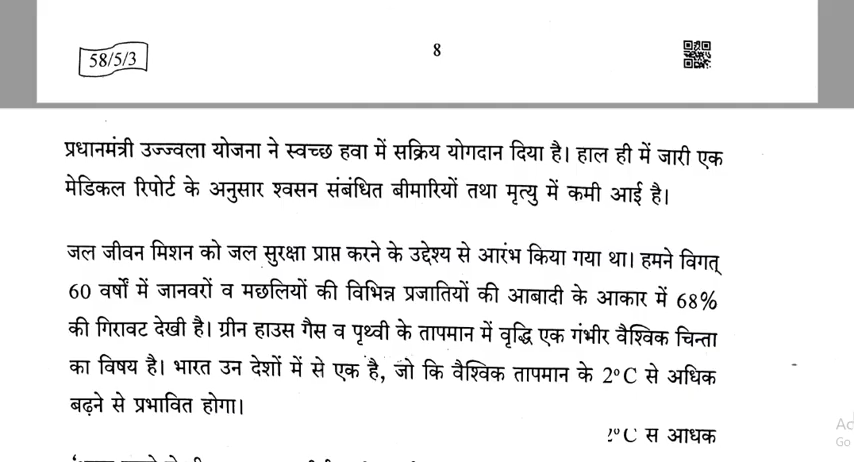 58/5/3
8
प्रधानमंत्री उज्ज्वला योजना ने स्वच्छ हवा में सक्रिय योगदान दिया है। हाल ही में जारी एक
मेडिकल रिपोर्ट के अनुसार श्वसन संबंधित बीमारियों तथा मृत्यु में कमी आई है।
जल जीवन मिशन को जल सुरक्षा प्राप्त करने के उद्देश्य से आरंभ किया गया था। हमने विगत्
60 वर्षों में जानवरों व मछलियों की विभिन्न प्रजातियों की आबादी के आकार में 68%
की गिरावट देखी है। ग्रीन हाउस गैस व पृथ्वी के तापमान में वृद्धि एक गंभीर वैश्विक चिन्ता
का विषय है। भारत उन देशों में से एक है, जो कि वैश्विक तापमान के 2°C से अधिक
बढ़ने से प्रभावित होगा।
°C स आधक
Go